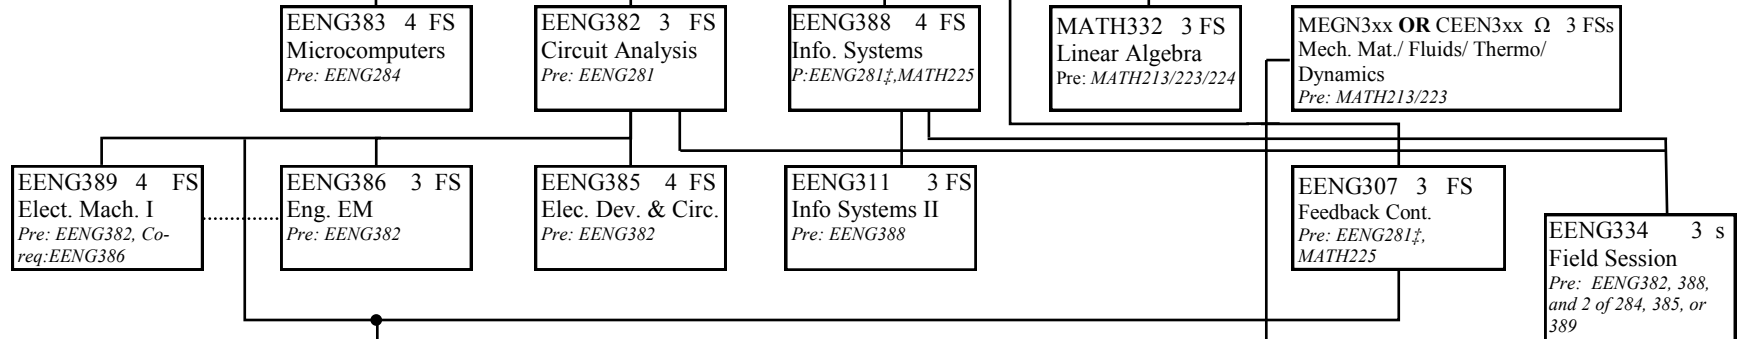 EENG383 4 FS
Microcomputers
Pre: EENG284
EENG382 3 FS
Circuit Analysis
Pre: EENG281
EENG388 4 FS
Info. Systems
P:EENG281‡,MATH225
MATH332 3 FS
Linear Algebra
Pre: MATH213/223/224
MEGN3xx OR CEEN3xx Ω 3 FSs
Mech. Mat./ Fluids/ Thermo/
Dynamics
Pre: MATH213/223
EENG389 4 FS
Elect. Mach. I
Pre: EENG382, Co-
req:EENG386
EENG386 3 FS
Eng. EM
Pre: EENG382
EENG385 4 FS
Elec. Dev. & Circ.
Pre: EENG382
EENG311 3 FS
Info Systems II
Pre: EENG388
EENG307 3 FS
Feedback Cont.
Pre: EENG281‡,
MATH225
EENG334 3 s
Field Session
Pre: EENG382, 388,
and 2 of 284, 385, or
389